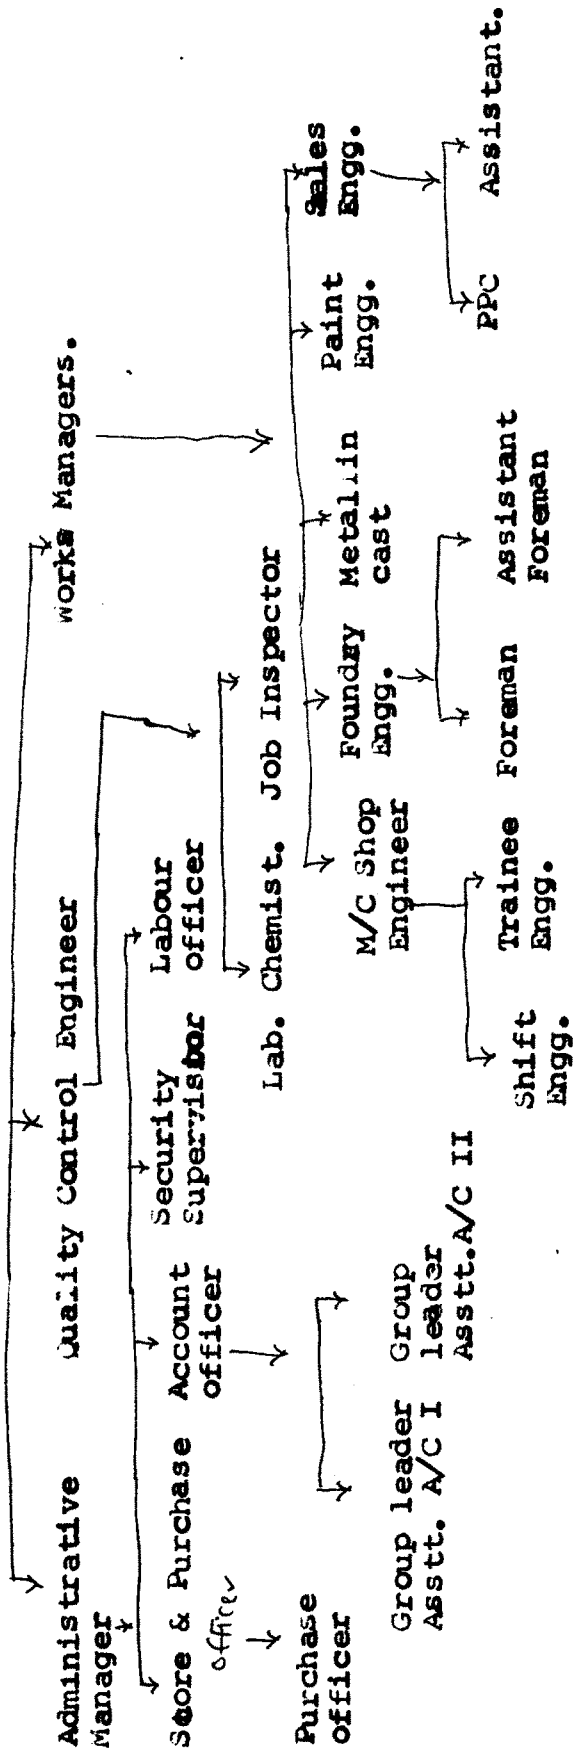 Administrative
Manager
Quality Control Engineer
Works Managers.
Store & Purchase
officer
Account
officer
Security
Supervisor
Labour
officer
Purchase
officer
Lab. Chemist.
Job Inspector
Group leader
Asstt. A/C I
Group
leader
Asstt.A/C II
M/C Shop
Engineer
Foundry
Engg.
Metallin
cast
Paint
Engg.
Sales
Engg.
Shift
Engg.
Trainee
Engg.
Foreman
Assistant
Foreman
PPC
Assistant.